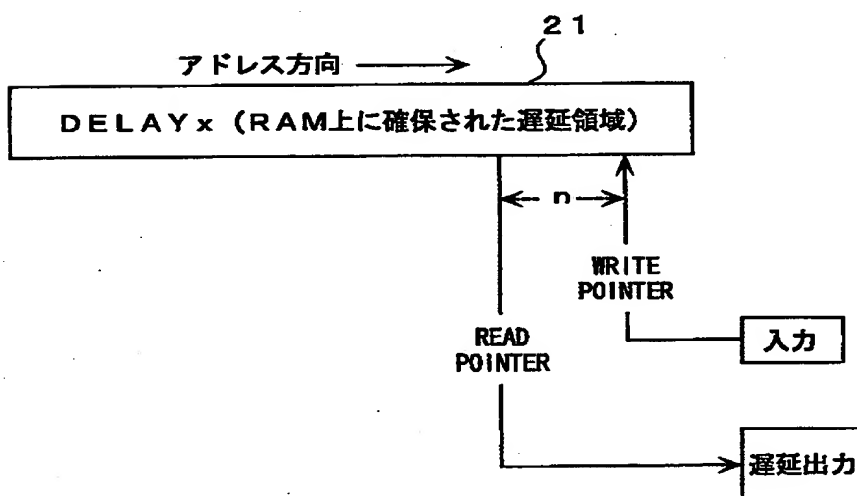 21
アドレス方向
DELAYx (RAM上に確保された遅延領域)
n
WRITE
POINTER
READ
POINTER
入力
遅延出力